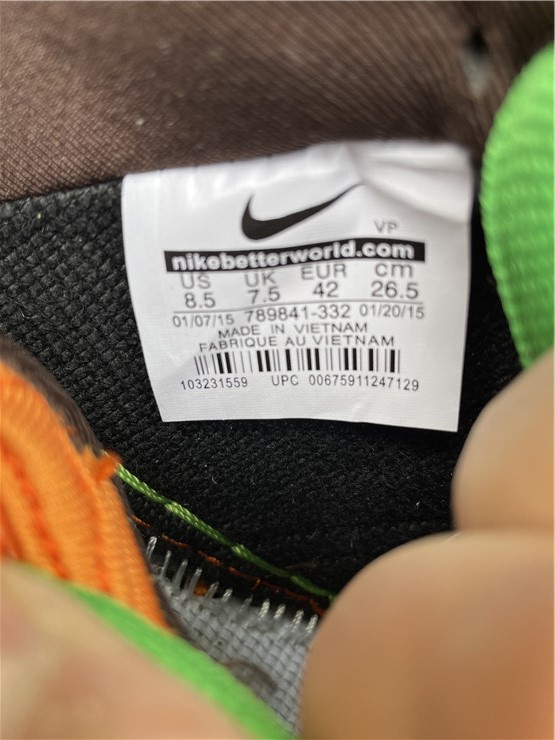 VP
nikebetterworld.com
US UK EUR cm
8.5 7.5 42 26.5
01/07/15 789841-332 01/20/15
MADE IN VIETNAM
FABRIQUE AU VIETNAM
103231559 UPC 00675911247129